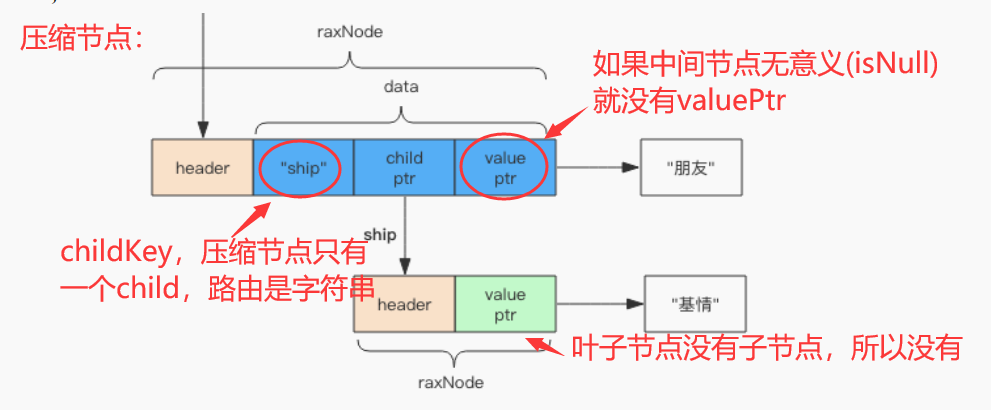 压缩节点：
raxNode
如果中间节点无意义(isNull)
就没有valuePtr
data
header
"ship"
child
ptr
value
ptr
"朋友"
ship
childKey，压缩节点只有
一个child，路由是字符串
header
value
ptr
"基情"
叶子节点没有子节点，所以没有
raxNode